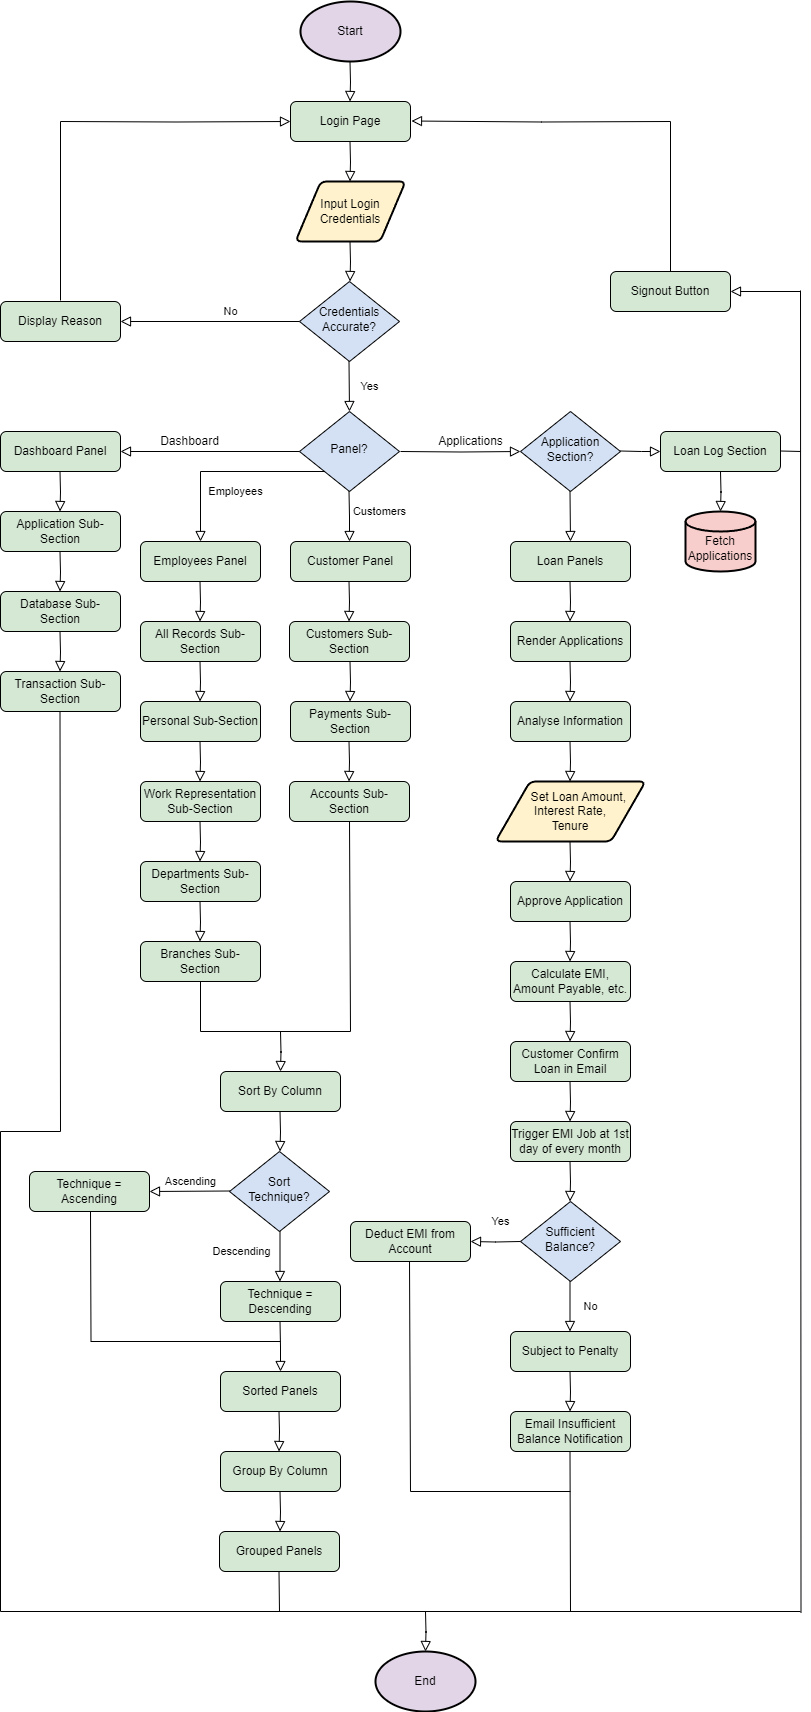 Start
Login Page
Input Login
Credentials
Signout Button
Credentials
Accurate?
No
Display Reason
Yes
Panel?
Dashboard
Dashboard Panel
Applications
Application
Section?
Loan Log Section
Employees
Customers
Application Sub-
Section
Fetch
Applications
Employees Panel
Customer Panel
Loan Panels
Database Sub-
Section
All Records Sub-
Section
Customers Sub-
Section
Render Applications
Transaction Sub-
Section
Personal Sub-Section
Payments Sub-
Section
Analyse Information
Work Representation
Sub-Section
Accounts Sub-
Section
Set Loan Amount,
Interest Rate,
Tenure
Departments Sub-
Section
Approve Application
Branches Sub-
Section
Calculate EMI,
Amount Payable, etc.
Customer Confirm
Loan in Email
Sort By Column
Trigger EMI Job at 1st
day of every month
Sort
Technique?
Ascending
Technique =
Ascending
Descending
Technique =
Descending
Sufficient
Balance?
Yes
Deduct EMI from
Account
No
Subject to Penalty
Sorted Panels
Email Insufficient
Balance Notification
Group By Column
Grouped Panels
End